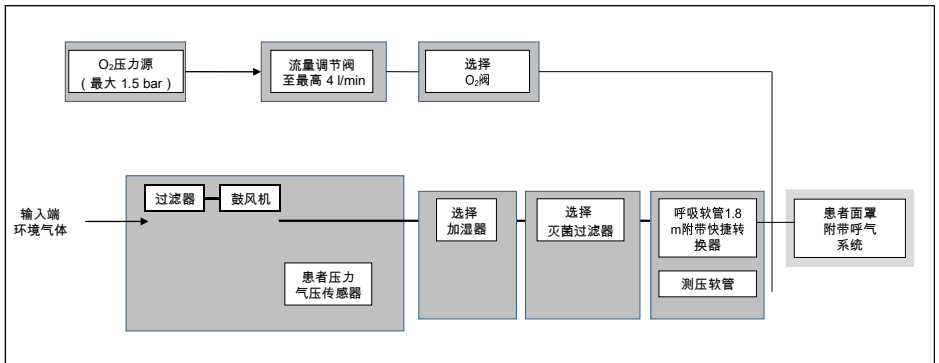 O₂压力源
（最大 1.5 bar）
流量调节阀
至最高 4 l/min
选择
O₂阀
过滤器
鼓风机
输入端
环境气体
选择
加湿器
选择
灭菌过滤器
呼吸软管1.8
m附带快捷转
换器
患者面罩
附带呼气
系统
患者压力
气压传感器
测压软管